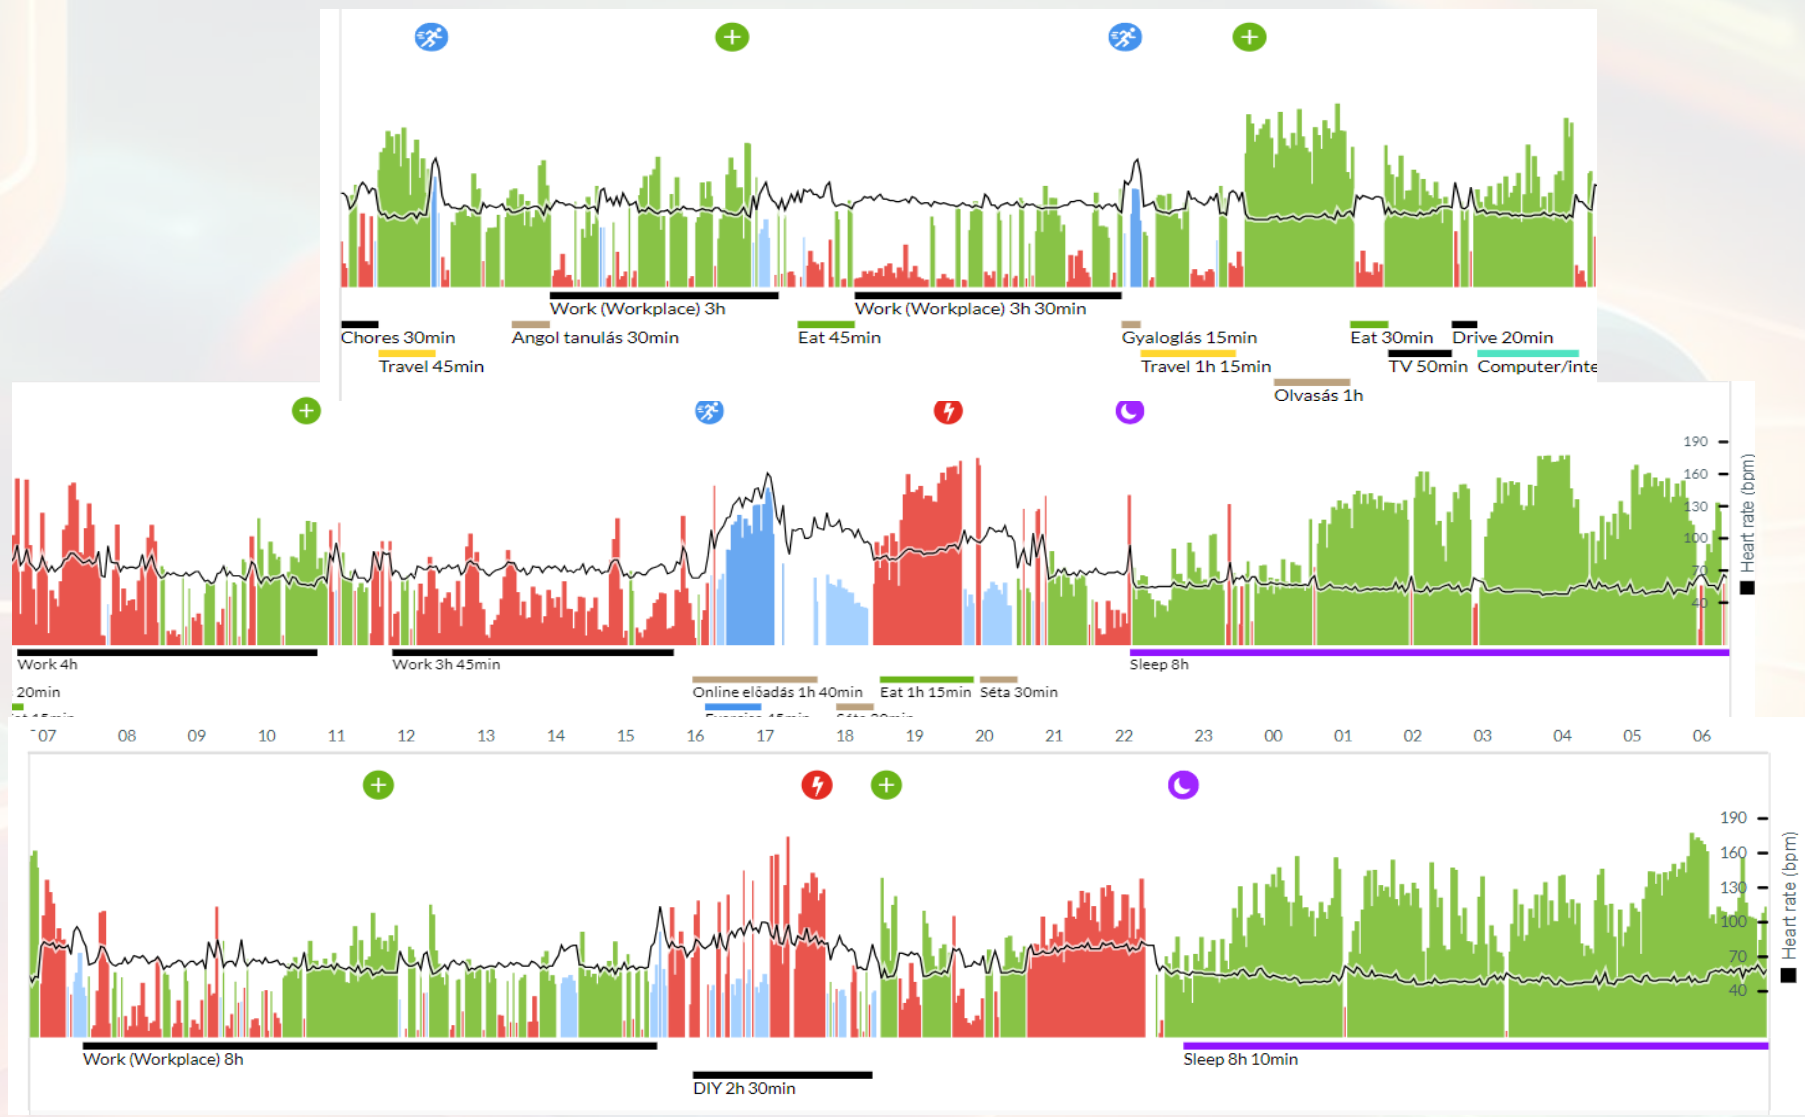 Work (Workplace) 3h
Work (Workplace) 3h 30min
Chores 30min
Angol tanulás 30min
Eat 45min
Gyaloglás 15min
Eat 30min
Drive 20min
Travel 45min
Travel 1h 15min
TV 50min
Computer/inte
Olvasás 1h
190
160
130
100
70
40
Heart rate (bpm)
Work 4h
Work 3h 45min
Sleep 8h
20min
Online előadás 1h 40min
Eat 1h 15min
Séta 30min
07 08 09 10 11 12 13 14 15 16 17 18 19 20 21 22 23 00 01 02 03 04 05 06
190
160
130
100
70
40
Heart rate (bpm)
Work (Workplace) 8h
Sleep 8h 10min
DIY 2h 30min